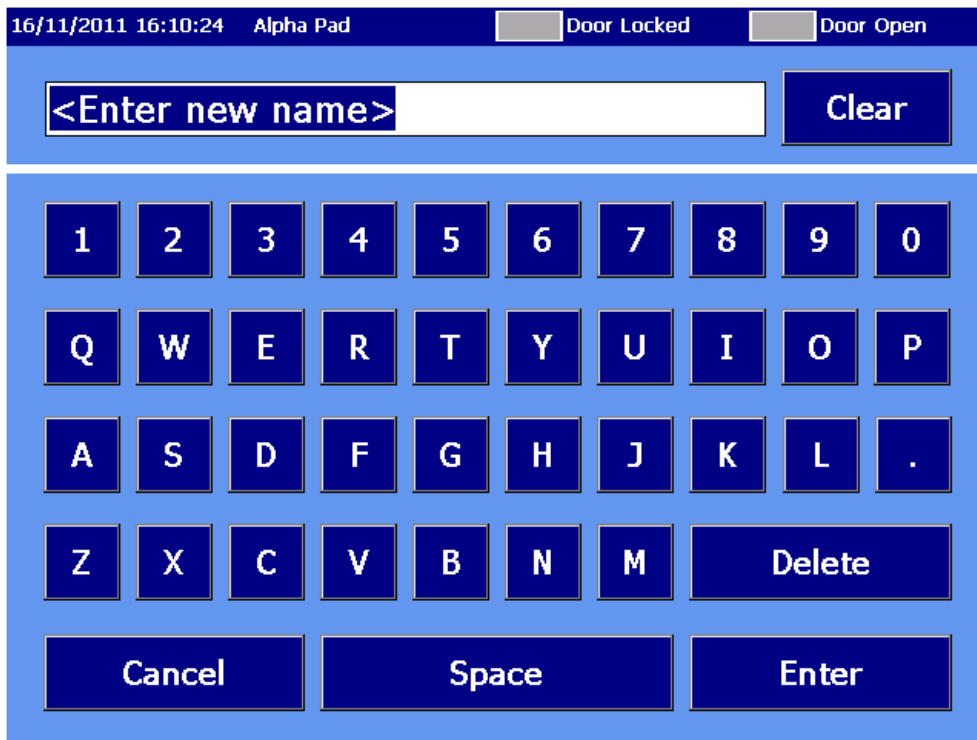 16/11/2011 16:10:24 Alpha Pad Door Locked Door Open
<Enter new name> Clear
1 2 3 4 5 6 7 8 9 0
Q W E R T Y U I O P
A S D F G H J K L .
Z X C V B N M Delete
Cancel Space Enter